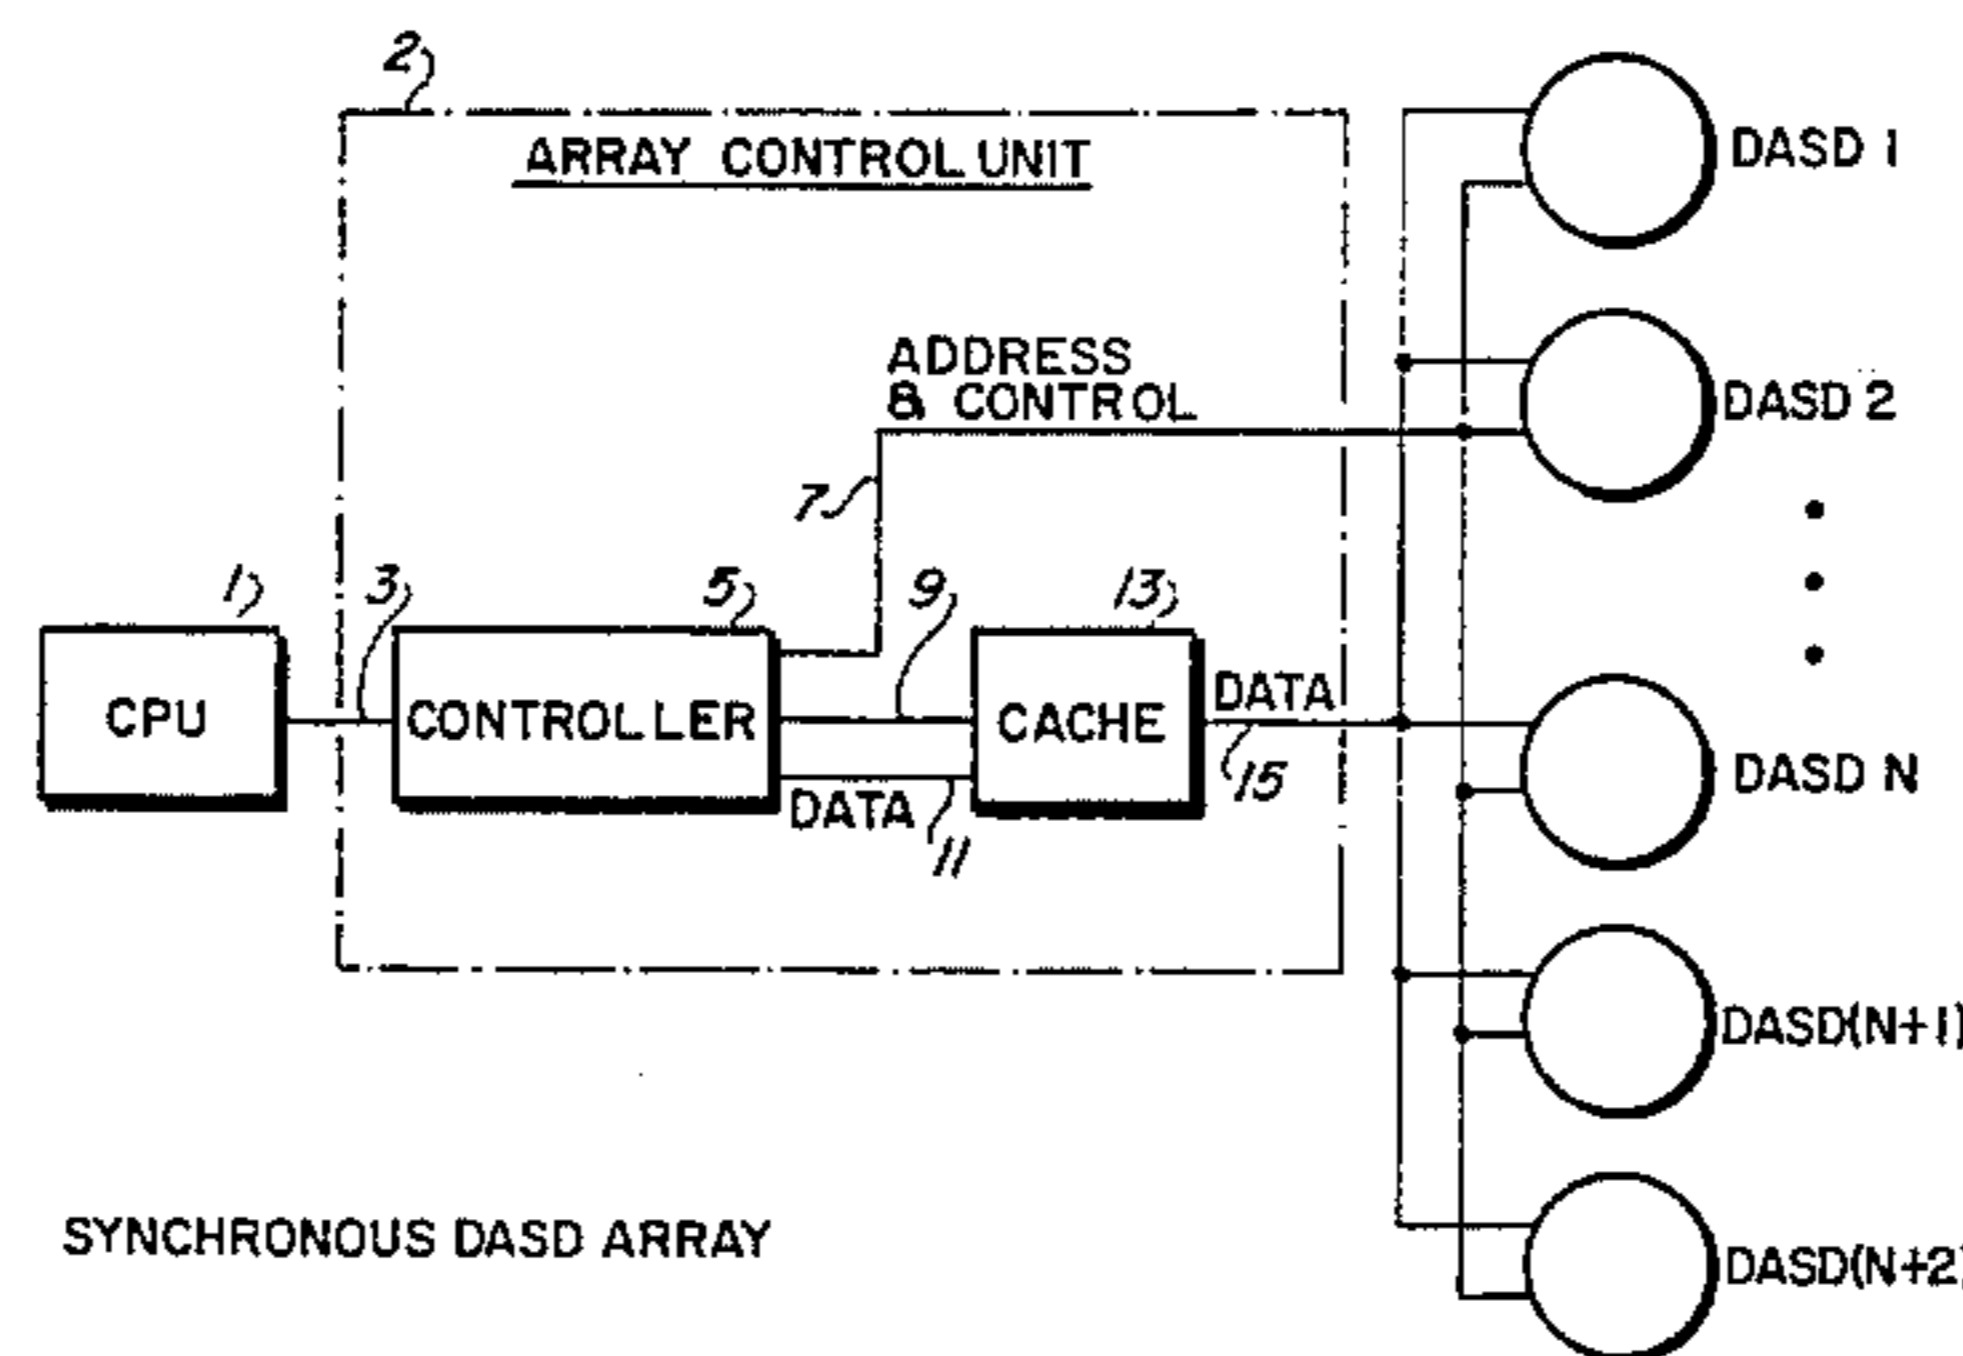 2
ARRAY CONTROL UNIT
DASD 1
ADDRESS
& CONTROL
DASD 2
7
1
3
5
9
13
CPU
CONTROLLER
CACHE
DATA
15
DATA
11
DASD N
DASD(N+1)
SYNCHRONOUS DASD ARRAY
DASD(N+2)